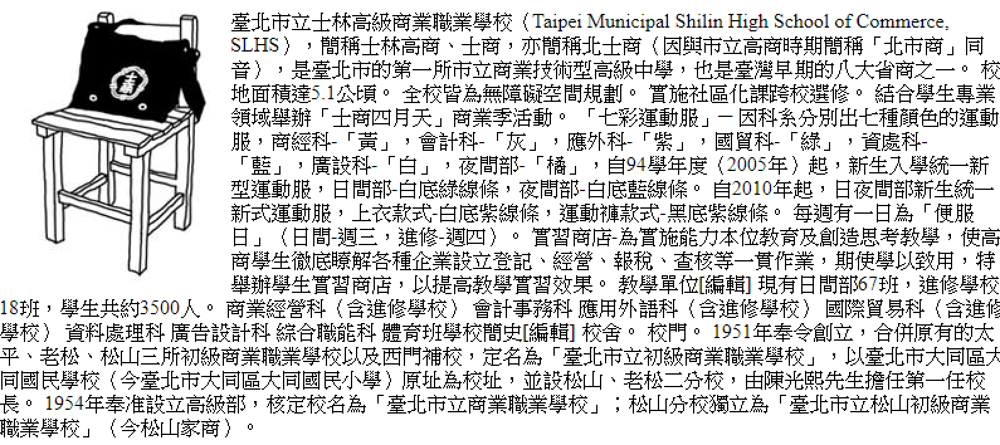 臺北市立士林高級商業職業學校（Taipei Municipal Shilin High School of Commerce,
SLHS），簡稱士林高商、士商，亦簡稱北士商（因與市立高商時期簡稱「北市商」同
音），是臺北市的第一所市立商業技術型高級中學，也是臺灣早期的八大省商之一。 校
地面積達5.1公頃。 全校皆為無障礙空間規劃。 實施社區化課跨校選修。 結合學生專業
領域舉辦「士商四月天」商業季活動。 「七彩運動服」－因科系分別出七種顏色的運動
服，商經科-「黃」，會計科-「灰」，應外科-「紫」，國貿科-「綠」，資處科-
「藍」，廣設科-「白」，夜間部-「橘」，自94學年度（2005年）起，新生入學統一新
型運動服，日間部-白底綠線條，夜間部-白底藍線條。 自2010年起，日夜間部新生統一
新式運動服，上衣款式-白底紫線條，運動褲款式-黑底紫線條。 每週有一日為「便服
日」（日間-週三，進修-週四）。 實習商店-為實施能力本位教育及創造思考教學，使高
商學生徹底瞭解各種企業設立登記、經營、報稅、查核等一貫作業，期使學以致用，特
舉辦學生實習商店，以提高教學實習效果。 教學單位[編輯] 現有日間部67班，進修學校
18班，學生共約3500人。 商業經營科（含進修學校） 會計事務科 應用外語科（含進修學校） 國際貿易科（含進修
學校） 資料處理科 廣告設計科 綜合職能科 體育班學校簡史[編輯] 校舍。 校門。 1951年奉令創立，合併原有的太
平、老松、松山三所初級商業職業學校以及西門補校，定名為「臺北市立初級商業職業學校」，以臺北市大同區大
同國民學校（今臺北市大同區大同國民小學）原址為校址，並設松山、老松二分校，由陳光熙先生擔任第一任校
長。 1954年奉准設立高級部，核定校名為「臺北市立商業職業學校」；松山分校獨立為「臺北市立松山初級商業
職業學校」（今松山家商）。